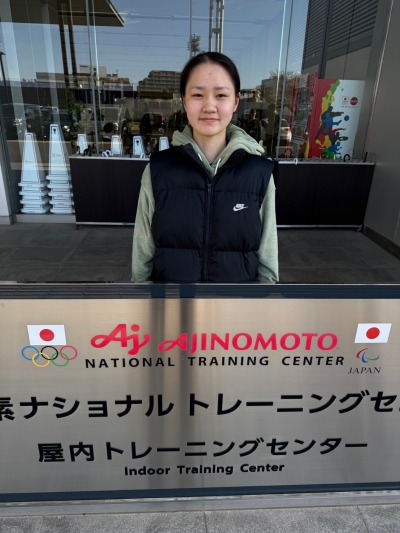 AJINOMOTO
NATIONAL TRAINING CENTER
JAPAN
素ナショナル トレーニングセ
屋内トレーニングセンター
Indoor Training Center